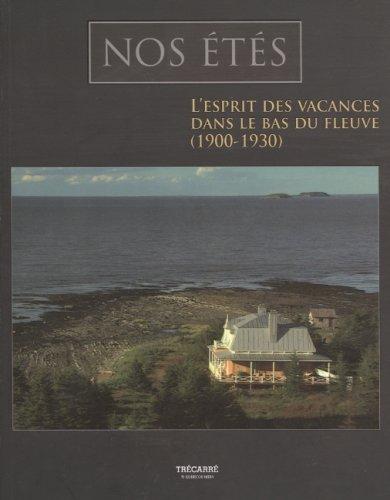 NOS ÉTÉS
L'ESPRIT DES VACANCES
DANS LE BAS DU FLEUVE
(1900-1930)
TRÉCARRÉ